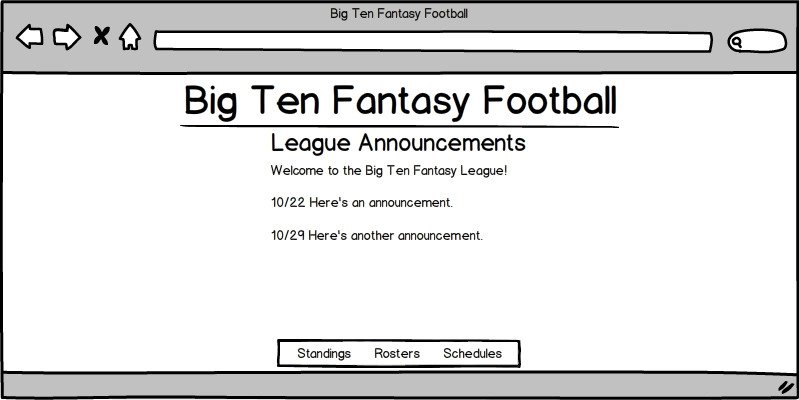 Big Ten Fantasy Football
Big Ten Fantasy Football
League Announcements
Welcome to the Big Ten Fantasy League!
10/22 Here's an announcement.
10/29 Here's another announcement.
Standings Rosters Schedules